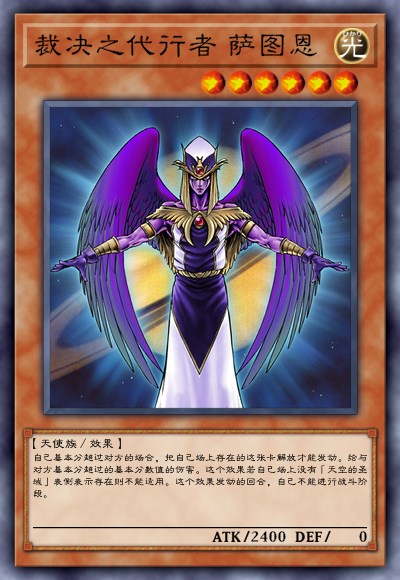 裁决之代行者 萨图恩
光
【天使族／效果】
自己基本分超过对方的场合，把自己场上存在的这张卡解放才能发动。给与
对方基本分超过的基本分数值的伤害。这个效果若自己场上没有「天空的圣
域」表侧表示存在则不能适用。这个效果发动的回合，自己不能进行战斗阶
段。
ATK/2400 DEF/ 0